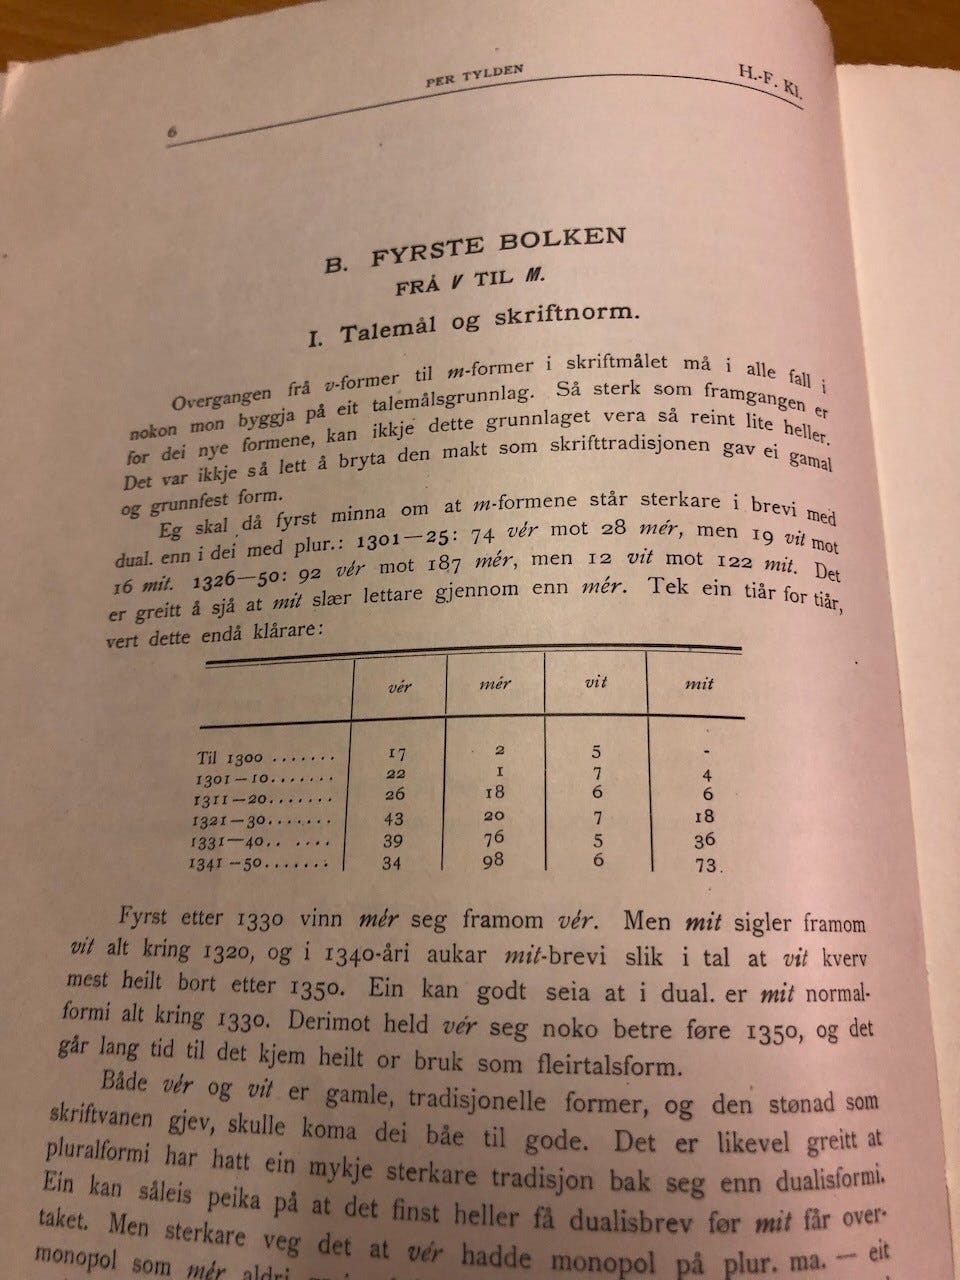 6 PER TYLDEN H.-F. Kl.
B. FYRSTE BOLKEN
FRÅ V TIL M.
I. Talemål og skriftnorm.
Overgangen frå v-former til m-former i skriftmålet må i alle fall i
nokon mon byggja på eit talemålsgrunnlag. Så sterk som framgangen er
for dei nye formene, kan ikkje dette grunnlaget vera så reint lite heller.
Det var ikkje så lett å bryta den makt som skrifttradisjonen gav ei gamal
og grunnfest form.
Eg skal då fyrst minna om at m-formene står sterkare i brevi med
dual. enn i dei med plur.: 1301—25: 74 vér mot 28 mér, men 19 vit mot
16 mit. 1326—50: 92 vér mot 187 mér, men 12 vit mot 122 mit. Det
er greitt å sjå at mit slær lettare gjennom enn mér. Tek ein tiår for tiår,
vert dette endå klårare:
vér mér vit mit
Til 1300 ....... 17 2 5 -
1301—10....... 22 1 7 4
1311—20....... 26 18 6 6
1321—30....... 43 20 7 18
1331—40.. .... 39 76 5 36
1341—50....... 34 98 6 73.
Fyrst etter 1330 vinn mér seg framom vér. Men mit sigler framom
vit alt kring 1320, og i 1340-åri aukar mit-brevi slik i tal at vit kverv
mest heilt bort etter 1350. Ein kan godt seia at i dual. er mit normal-
formi alt kring 1330. Derimot held vér seg noko betre føre 1350, og det
går lang tid til det kjem heilt or bruk som fleirtalsform.
Både vér og vit er gamle, tradisjonelle former, og den stønad som
skriftvanen gjev, skulle koma dei båe til gode. Det er likevel greitt at
pluralformi har hatt ein mykje sterkare tradisjon bak seg enn dualisformi.
Ein kan såleis peika på at det finst heller få dualisbrev før mit får over-
taket. Men sterkare veg det at vér hadde monopol på plur. ma. — eit
monopol som mér aldri